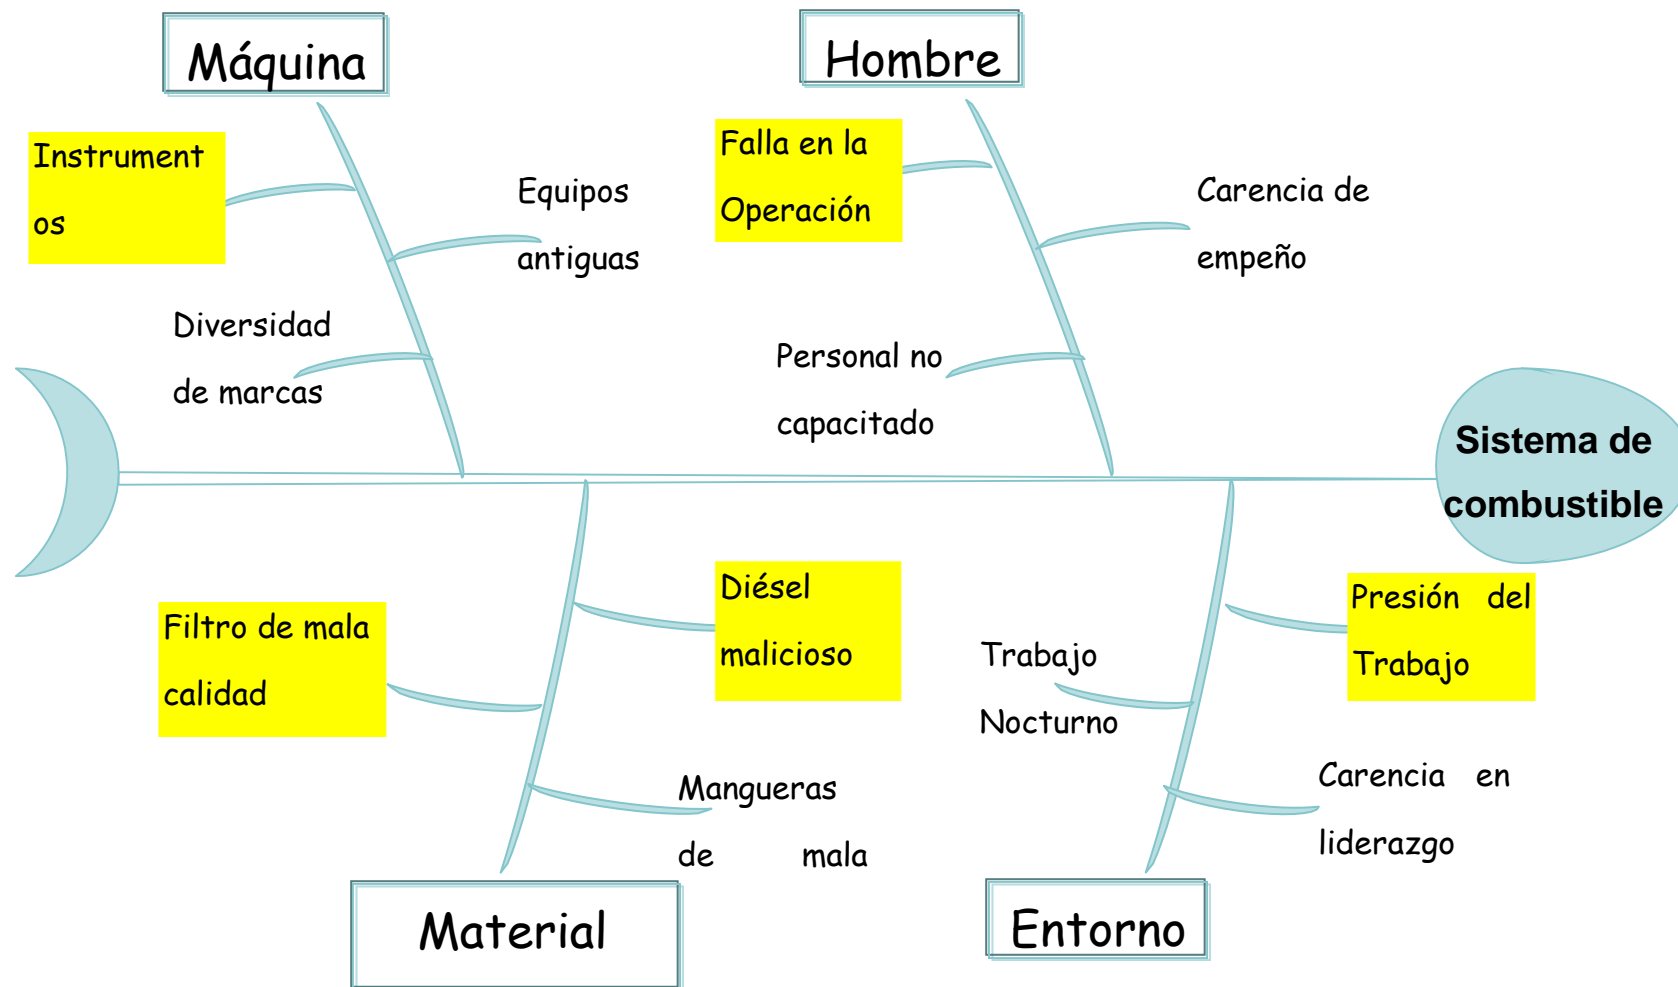 Máquina
Hombre
Instrument
os
Equipos
antiguas
Diversidad
de marcas
Falla en la
Operación
Carencia de
empeño
Personal no
capacitado
Sistema de
combustible
Filtro de mala
calidad
Diésel
malicioso
Mangueras
de mala
Trabajo
Nocturno
Presión del
Trabajo
Carencia en
liderazgo
Material
Entorno